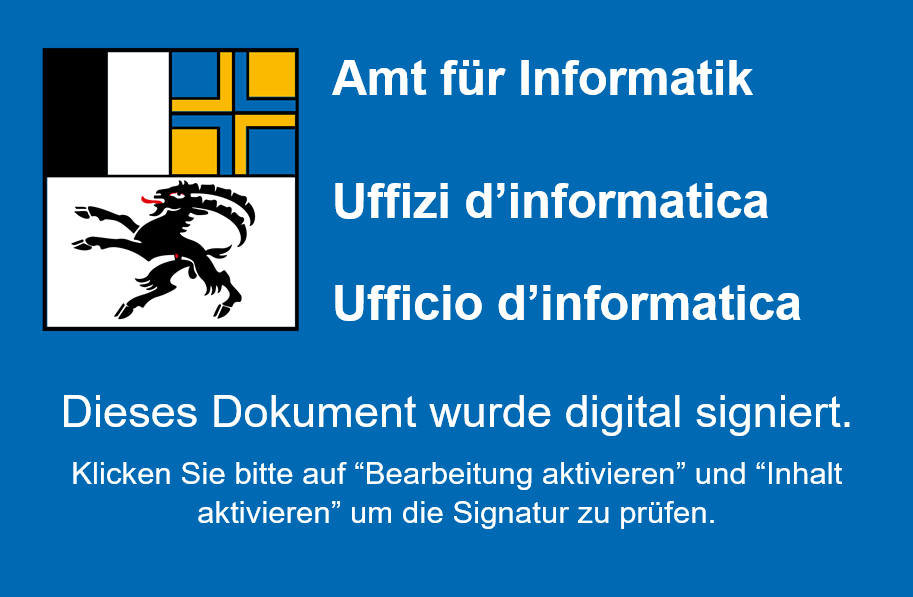 Amt für Informatik
Uffizi d’informatica
Ufficio d’informatica
Dieses Dokument wurde digital signiert.
Klicken Sie bitte auf “Bearbeitung aktivieren” und “Inhalt
aktivieren” um die Signatur zu prüfen.